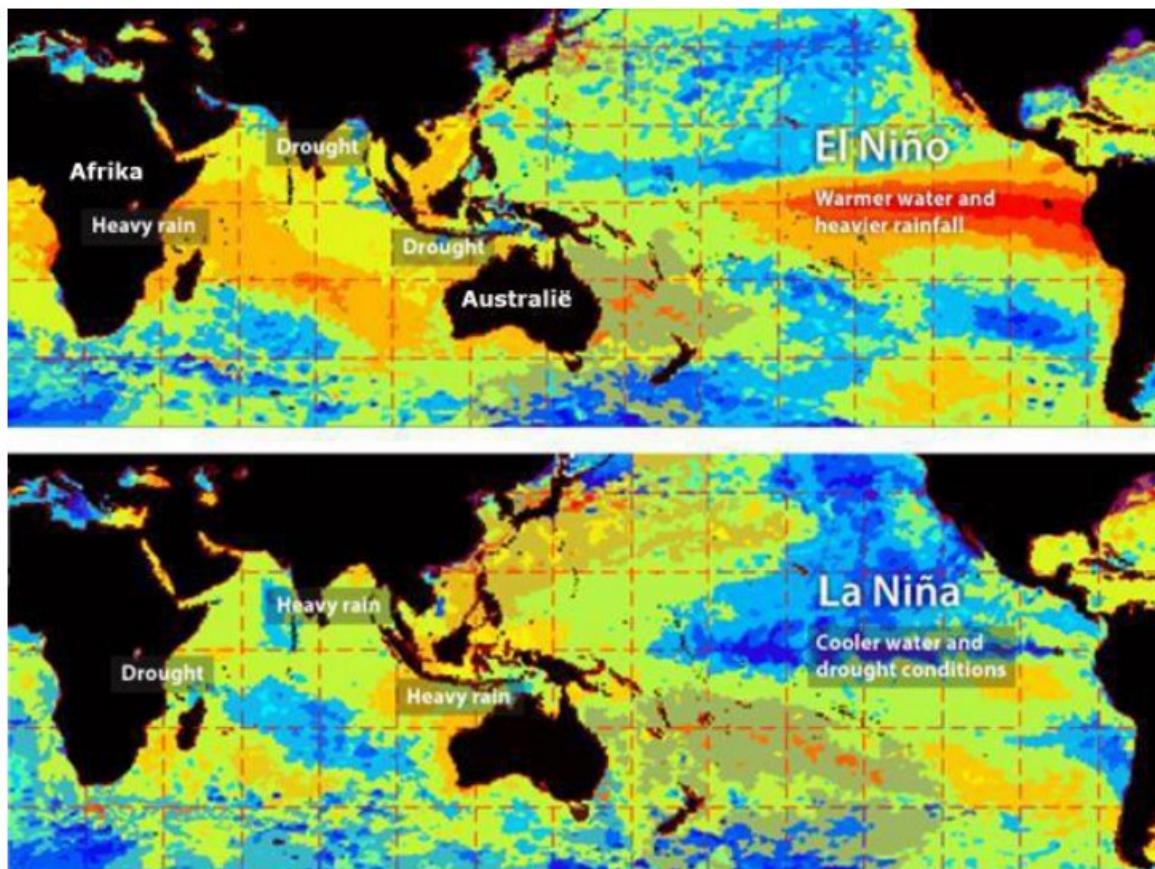 El Niño
Drought
Afrika
Warmer water and
heavier rainfall
Heavy rain
Drought
Australië
La Niña
Heavy rain
Cooler water and
drought conditions
Drought
Heavy rain